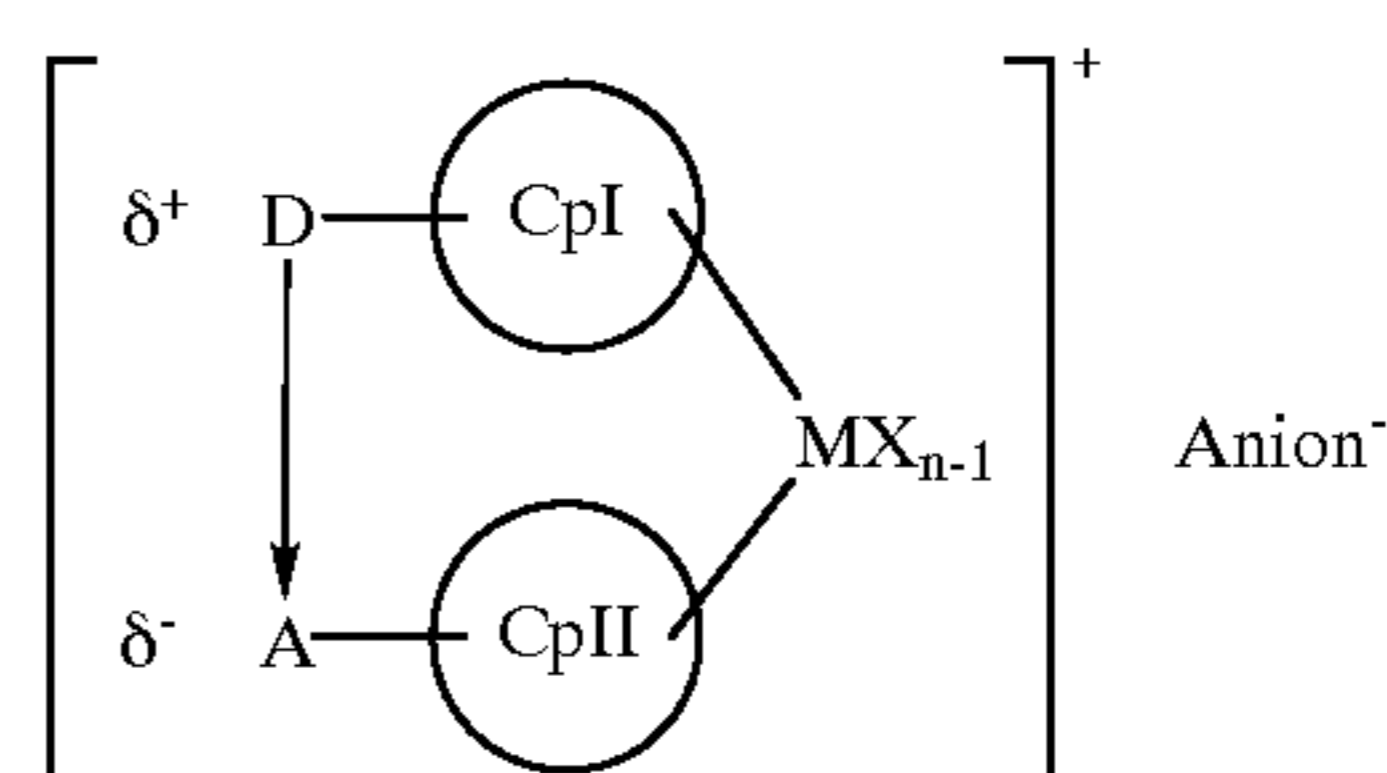 +
δ+ D CpI
MXn-1 Anion-
δ- A CpII